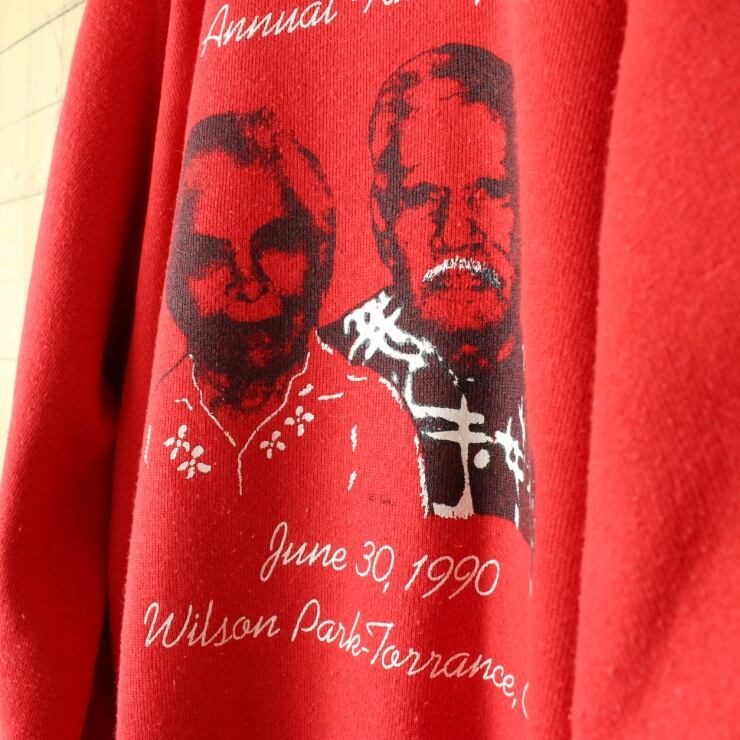 Annual
June 30, 1990
Wilson Park-Torrance,